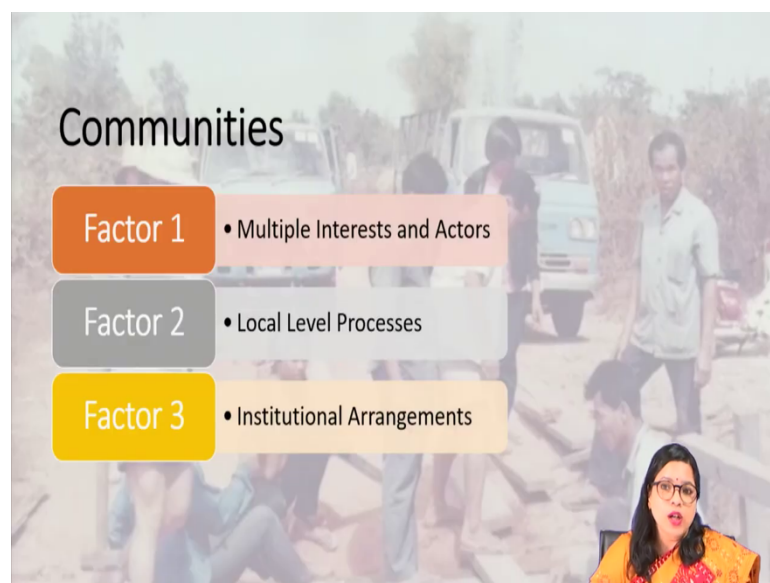 Communities
Factor 1
• Multiple Interests and Actors
Factor 2
• Local Level Processes
Factor 3
• Institutional Arrangements